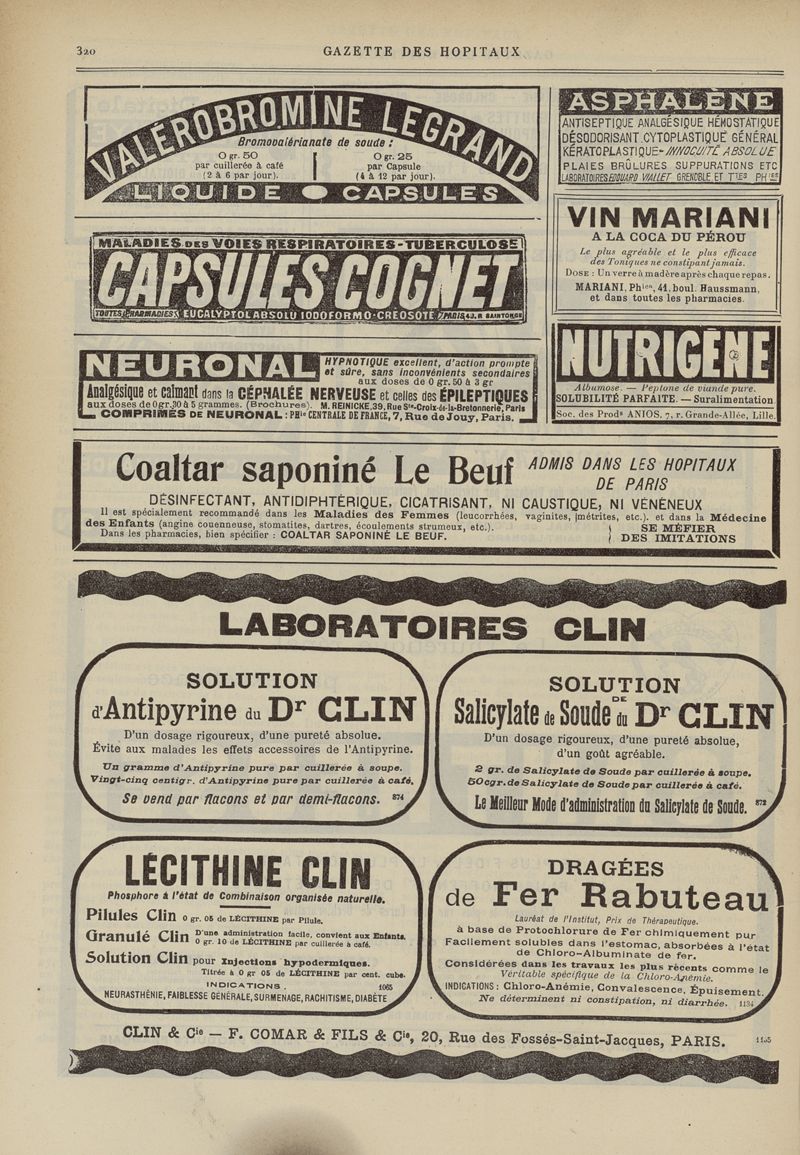 320
GAZETTE DES HOPITAUX
VALÉROBROMINE LEGRAND
Bromovalérianate de soude :
0 gr. 50
par cuillerée à café
(2 à 6 par jour).
0 gr. 25
par Capsule
(4 à 12 par jour).
LIQUIDE CAPSULES
MALADIES DES VOIES RESPIRATOIRES-TUBERCULOSE
CAPSULES COGNET
TOUTES PHARMACIES EUCALYPTOL ABSOLU IODOFORMO-CRÉOSOTÉ PARIS, 43, R. SAINTONGE
NEURONAL
HYPNOTIQUE excellent, d'action prompte
et sûre, sans inconvénients secondaires
aux doses de 0 gr. 50 à 3 gr
Analgésique et calmant dans la CÉPHALÉE NERVEUSE et celles des ÉPILEPTIQUES
aux doses de 0gr.30 à 5 grammes. (Brochures). M. REINICKE, 39, Rue Ste-Croix-de-la-Bretonnerie, Paris
COMPRIMÉS DE NEURONAL : PHie CENTRALE DE FRANCE, 7, Rue de Jouy, Paris.
ASPHALÈNE
ANTISEPTIQUE ANALGÉSIQUE HÉMOSTATIQUE
DÉSODORISANT CYTOPLASTIQUE GÉNÉRAL
KÉRATOPLASTIQUE-INNOCUITÉ ABSOLUE
PLAIES BRÛLURES SUPPURATIONS ETC
LABORATOIRES EDOUARD VIALLET GRENOBLE ET TTES PHIES
VIN MARIANI
A LA COCA DU PÉROU
Le plus agréable et le plus efficace
des Toniques ne constipant jamais.
DOSE : Un verre à madère après chaque repas.
MARIANI, Phien, 41, boul. Haussmann,
et dans toutes les pharmacies.
NUTRIGÈNE
Albumose. — Peptone de viande pure.
SOLUBILITÉ PARFAITE. — Suralimentation
Soc. des Prods ANIOS, 7, r. Grande-Allée, Lille.
Coaltar saponiné Le Beuf
ADMIS DANS LES HOPITAUX
DE PARIS
DÉSINFECTANT, ANTIDIPHTÉRIQUE, CICATRISANT, NI CAUSTIQUE, NI VÉNÉNEUX
Il est spécialement recommandé dans les Maladies des Femmes (leucorrhées, vaginites, métrites, etc.). et dans la Médecine
des Enfants (angine couenneuse, stomatites, dartres, écoulements strumeux, etc.).
Dans les pharmacies, bien spécifier : COALTAR SAPONINÉ LE BEUF.
SE MÉFIER
DES IMITATIONS
LABORATOIRES CLIN
SOLUTION
d'Antipyrine du Dr CLIN
D'un dosage rigoureux, d'une pureté absolue.
Évite aux malades les effets accessoires de l'Antipyrine.
Un gramme d'Antipyrine pure par cuillerée à soupe.
Vingt-cinq centigr. d'Antipyrine pure par cuillerée à café.
Se vend par flacons et par demi-flacons. 874
SOLUTION
DE
Salicylate de Soude du Dr CLIN
D'un dosage rigoureux, d'une pureté absolue,
d'un goût agréable.
2 gr. de Salicylate de Soude par cuillerée à soupe.
50cgr. de Salicylate de Soude par cuillerée à café.
Le Meilleur Mode d'administration du Salicylate de Soude. 872
LÉCITHINE CLIN
Phosphore à l'état de Combinaison organisée naturelle.
Pilules Clin 0 gr. 05 de LÉCITHINE par Pilule.
Granulé Clin D'une administration facile, convient aux Enfants.
0 gr. 10 de LÉCITHINE par cuillerée à café.
Solution Clin pour Injections hypodermiques.
Titrée à 0 gr 05 de LÉCITHINE par cent. cube.
INDICATIONS . 1065
NEURASTHÉNIE, FAIBLESSE GÉNÉRALE, SURMENAGE, RACHITISME, DIABÈTE
DRAGÉES
de Fer Rabuteau
Lauréat de l'Institut, Prix de Thérapeutique.
à base de Protochlorure de Fer chimiquement pur
Facilement solubles dans l'estomac, absorbées à l'état
de Chloro-Albuminate de fer.
Considérées dans les travaux les plus récents comme le
Véritable spécifique de la Chloro-Anémie.
INDICATIONS : Chloro-Anémie, Convalescence, Épuisement.
Ne déterminent ni constipation, ni diarrhée. 1134
CLIN & Cie — F. COMAR & FILS & Cie, 20, Rue des Fossés-Saint-Jacques, PARIS.